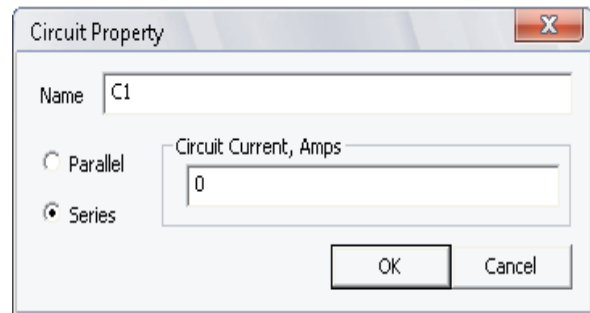 Circuit Property
X
Name C1
Parallel
Circuit Current, Amps
0
Series
OK Cancel